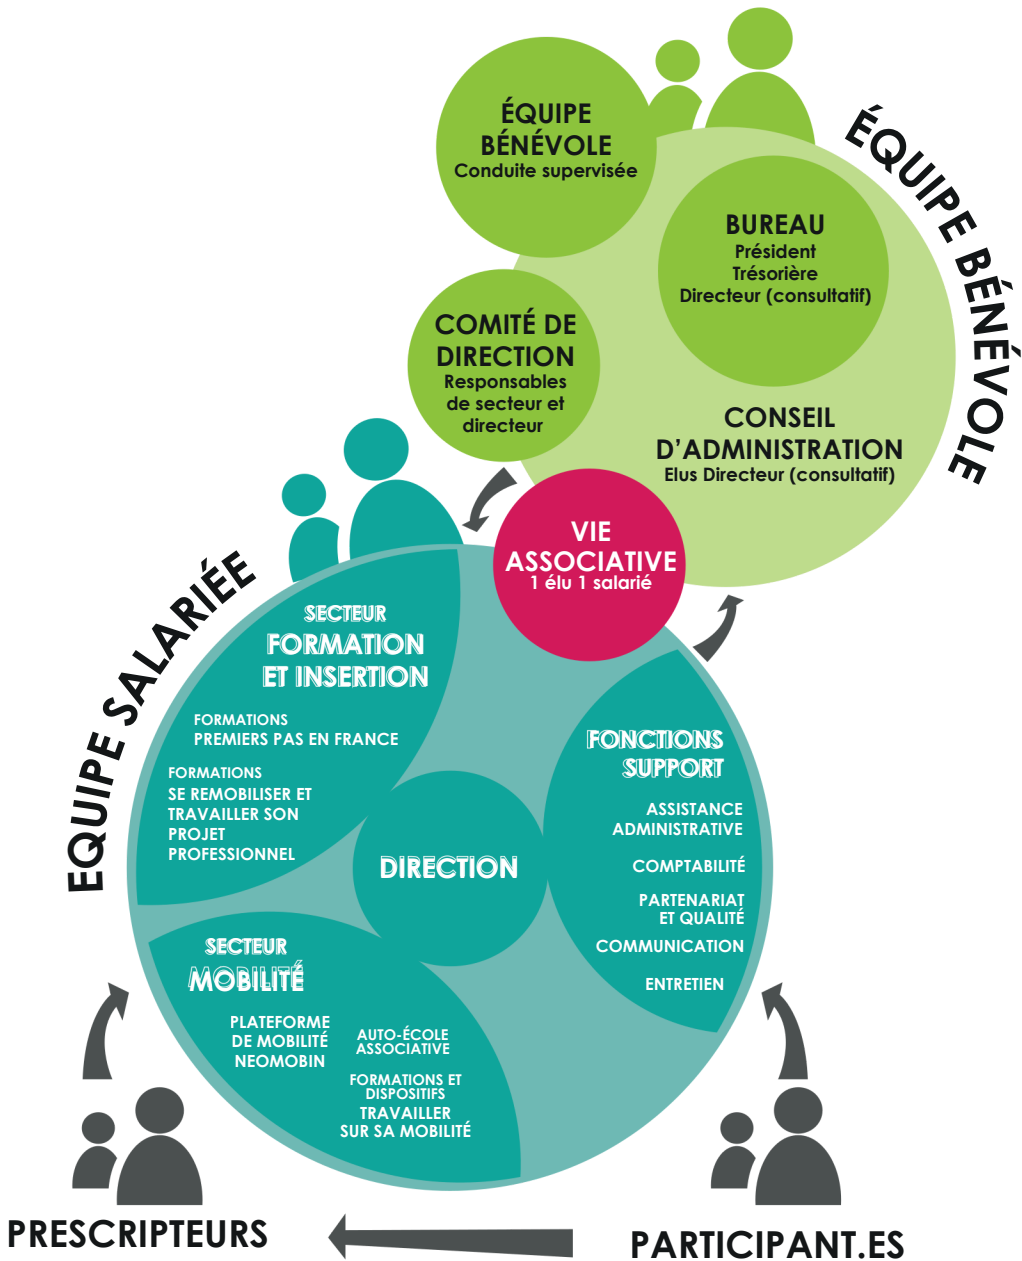 ÉQUIPE
BÉNÉVOLE
Conduite supervisée
ÉQUIPE BÉNÉVOLE
BUREAU
Président
Trésorière
Directeur (consultatif)
COMITÉ DE
DIRECTION
Responsables
de secteur et
directeur
CONSEIL
D'ADMINISTRATION
Elus Directeur (consultatif)
VIE
ASSOCIATIVE
1 élu 1 salarié
EQUIPE SALARIÉE
SECTEUR
FORMATION
ET INSERTION
FORMATIONS
PREMIERS PAS EN FRANCE
FORMATIONS
SE REMOBILISER ET
TRAVAILLER SON
PROJET
PROFESSIONNEL
FONCTIONS
SUPPORT
ASSISTANCE
ADMINISTRATIVE
COMPTABILITÉ
PARTENARIAT
ET QUALITÉ
COMMUNICATION
ENTRETIEN
DIRECTION
SECTEUR
MOBILITÉ
PLATEFORME
DE MOBILITÉ
NEOMOBIN
AUTO-ÉCOLE
ASSOCIATIVE
FORMATIONS ET
DISPOSITIFS
TRAVAILLER
SUR SA MOBILITÉ
PRESCRIPTEURS
PARTICIPANT.ES